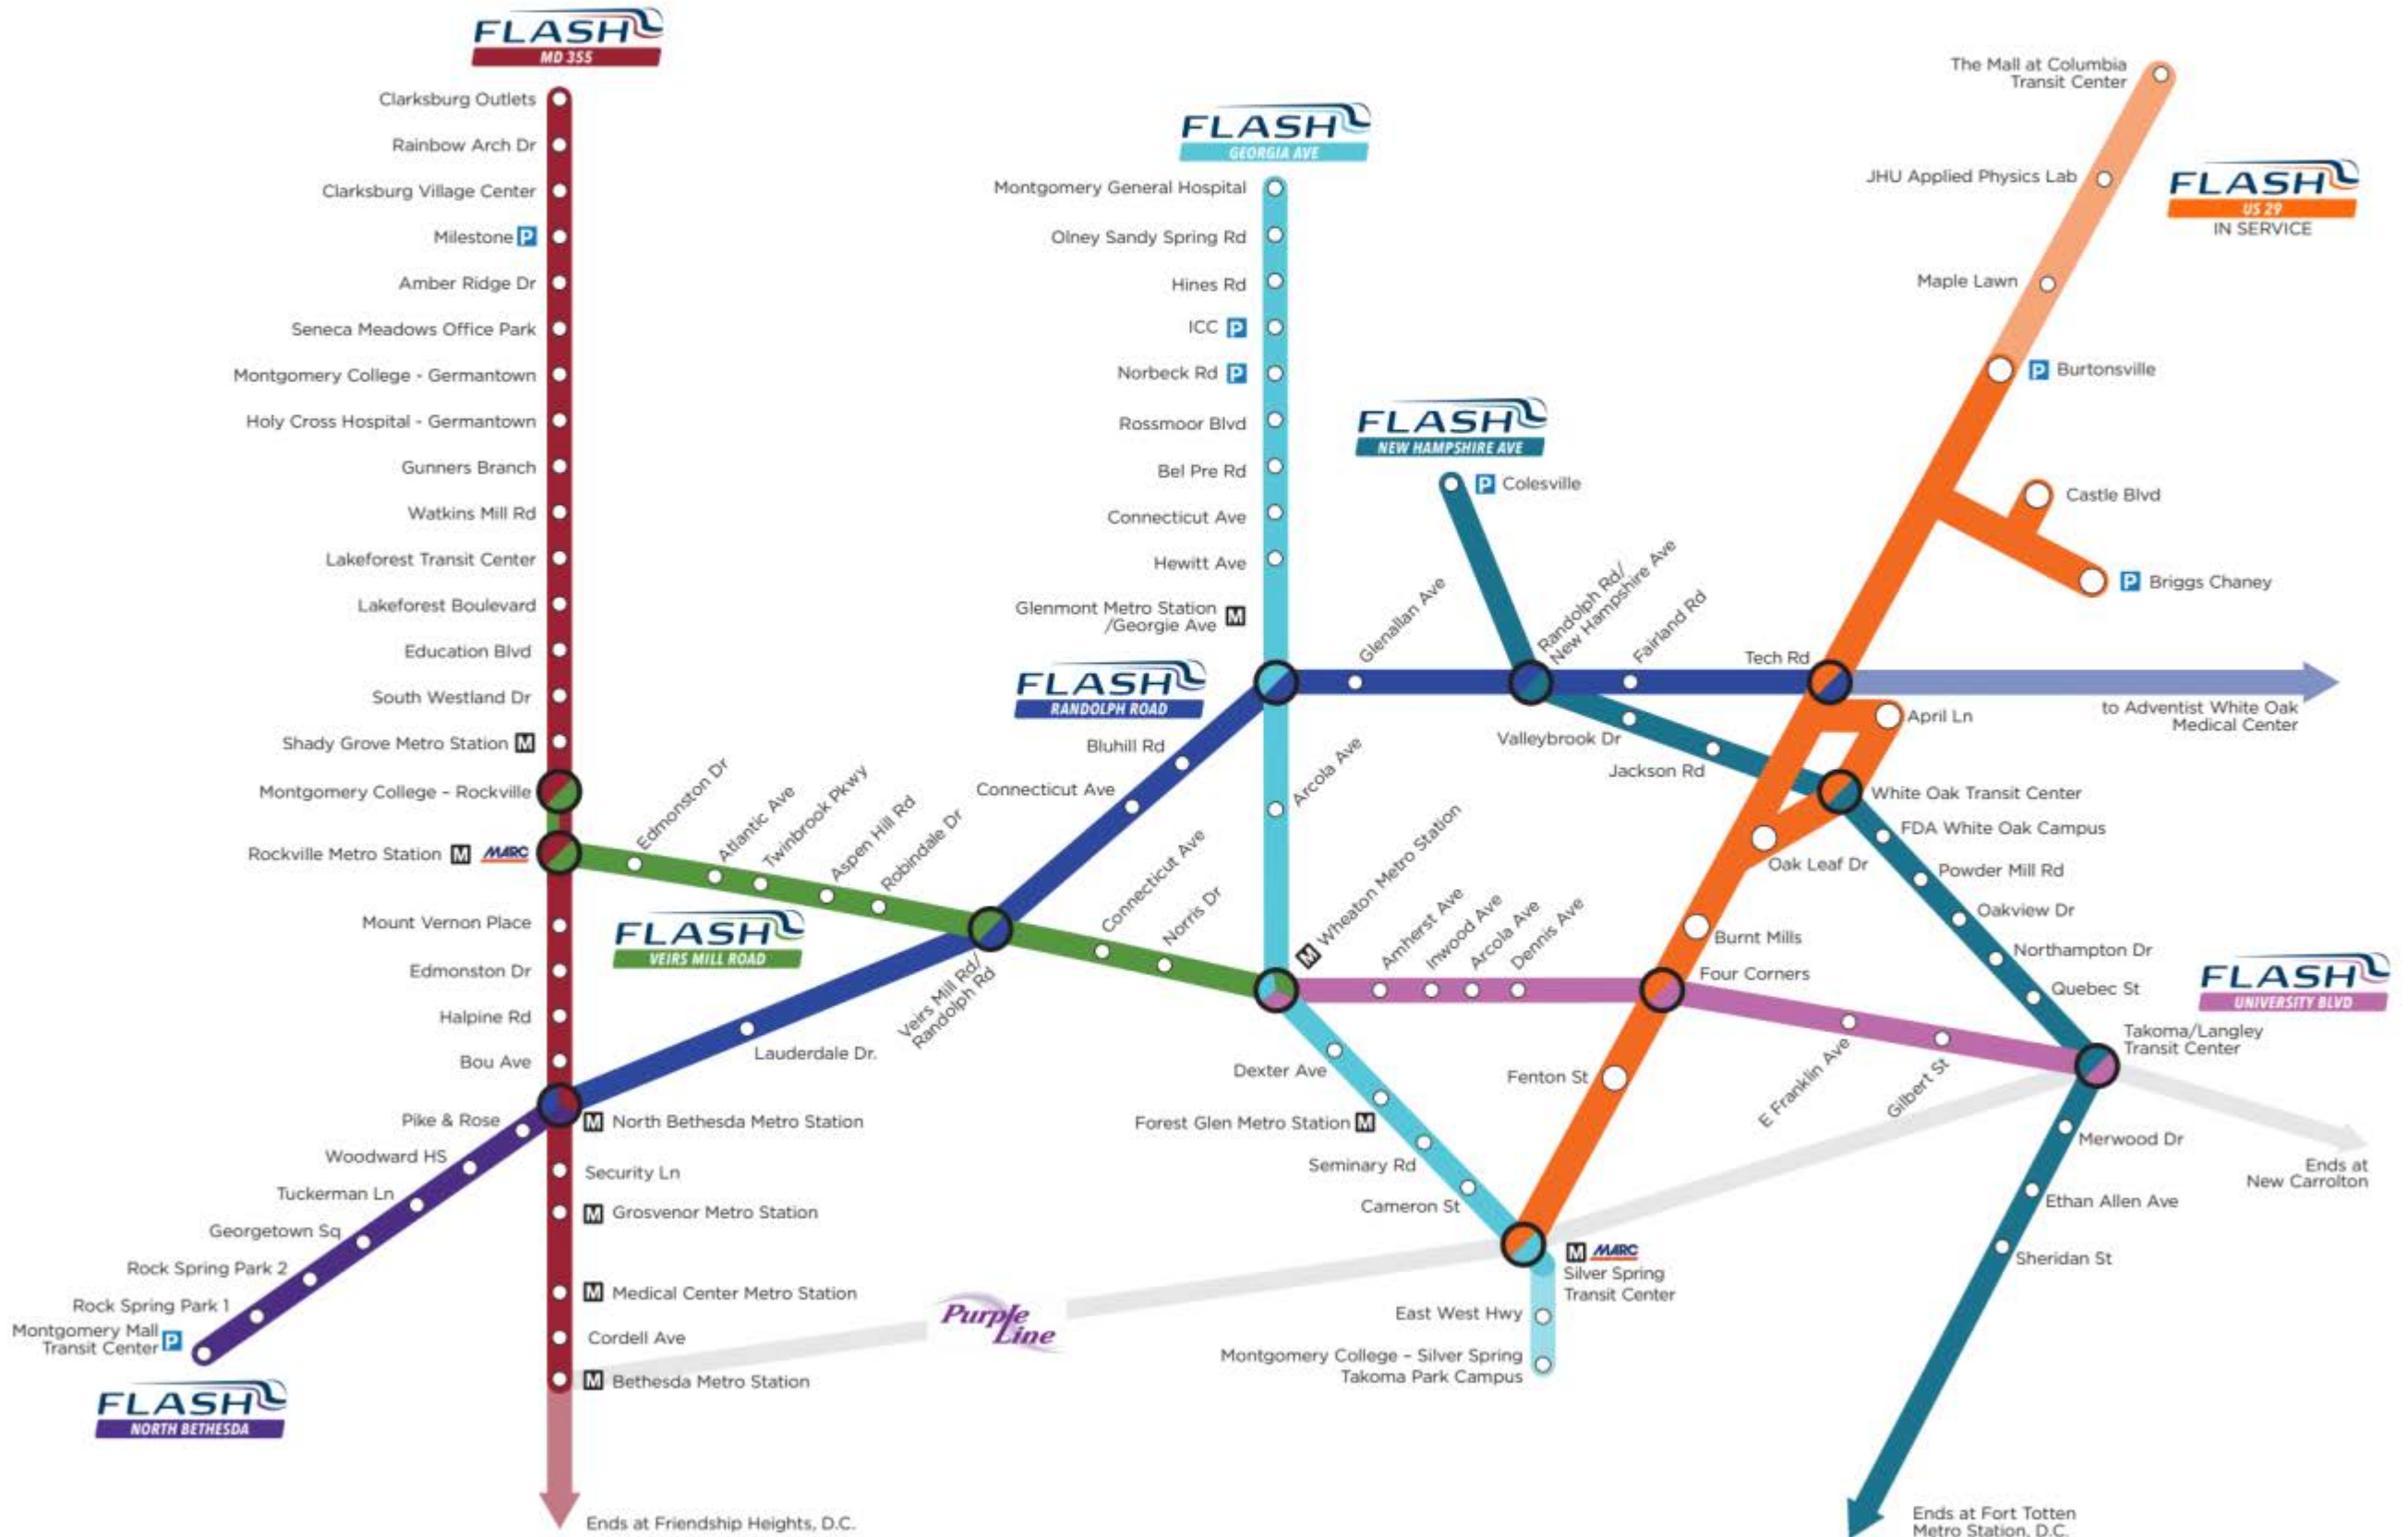 FLASH
MD 355
Clarksburg Outlets
Rainbow Arch Dr
Clarksburg Village Center
Milestone P
Amber Ridge Dr
Seneca Meadows Office Park
Montgomery College - Germantown
Holy Cross Hospital - Germantown
Gunners Branch
Watkins Mill Rd
Lakeforest Transit Center
Lakeforest Boulevard
Education Blvd
South Westland Dr
Shady Grove Metro Station M
Montgomery College – Rockville
Rockville Metro Station M MARC
Mount Vernon Place
Edmonston Dr
Halpine Rd
Bou Ave
M North Bethesda Metro Station
Security Ln
M Grosvenor Metro Station
M Medical Center Metro Station
Cordell Ave
M Bethesda Metro Station
Ends at Friendship Heights, D.C.
Pike & Rose
Woodward HS
Tuckerman Ln
Georgetown Sq
Rock Spring Park 2
Rock Spring Park 1
Montgomery Mall
Transit Center P
FLASH
NORTH BETHESDA
Edmonston Dr
Atlantic Ave
Twinbrook Pkwy
Aspen Hill Rd
Robindale Dr
FLASH
VEIRS MILL ROAD
Veirs Mill Rd/
Randolph Rd
Connecticut Ave
Norris Dr
M Wheaton Metro Station
Lauderdale Dr.
Connecticut Ave
Bluhill Rd
FLASH
RANDOLPH ROAD
Glenallan Ave
Randolph Rd/
New Hampshire Ave
Fairland Rd
Tech Rd
to Adventist White Oak
Medical Center
FLASH
GEORGIA AVE
Montgomery General Hospital
Olney Sandy Spring Rd
Hines Rd
ICC P
Norbeck Rd P
Rossmoor Blvd
Bel Pre Rd
Connecticut Ave
Hewitt Ave
Glenmont Metro Station
/Georgie Ave M
Arcola Ave
Dexter Ave
Forest Glen Metro Station M
Seminary Rd
Cameron St
M MARC
Silver Spring
Transit Center
East West Hwy
Montgomery College – Silver Spring
Takoma Park Campus
Purple
Line
FLASH
NEW HAMPSHIRE AVE
P Colesville
Valleybrook Dr
Jackson Rd
White Oak Transit Center
FDA White Oak Campus
Powder Mill Rd
Oakview Dr
Northampton Dr
Quebec St
Takoma/Langley
Transit Center
Merwood Dr
Ethan Allen Ave
Sheridan St
Ends at Fort Totten
Metro Station, D.C.
Ends at
New Carrolton
The Mall at Columbia
Transit Center
JHU Applied Physics Lab
FLASH
US 29
IN SERVICE
Maple Lawn
P Burtonsville
Castle Blvd
P Briggs Chaney
April Ln
Oak Leaf Dr
Burnt Mills
Four Corners
Fenton St
Amherst Ave
Inwood Ave
Arcola Ave
Dennis Ave
E Franklin Ave
Gilbert St
FLASH
UNIVERSITY BLVD